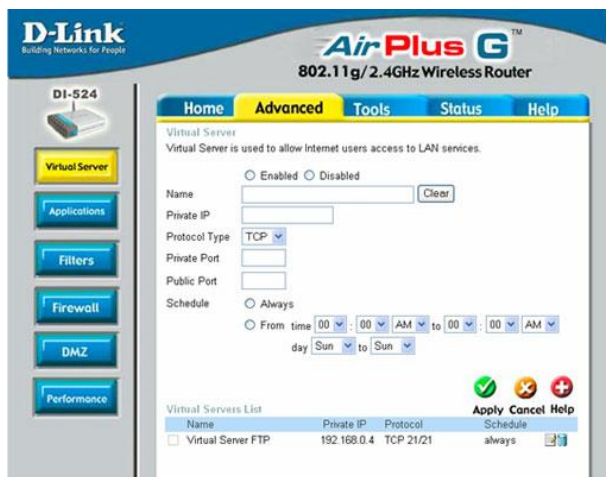 D-Link
Building Networks for People
AirPlus G™
802.11g/2.4GHz Wireless Router
DI-524
Home Advanced Tools Status Help
Virtual Server
Applications
Filters
Firewall
DMZ
Performance
Virtual Server
Virtual Server is used to allow Internet users access to LAN services.
Enabled Disabled
Name Clear
Private IP
Protocol Type TCP
Private Port
Public Port
Schedule Always
From time 00 : 00 AM to 00 : 00 AM
day Sun to Sun
Apply Cancel Help
Virtual Servers List
Name Private IP Protocol Schedule
Virtual Server FTP 192.168.0.4 TCP 21/21 always